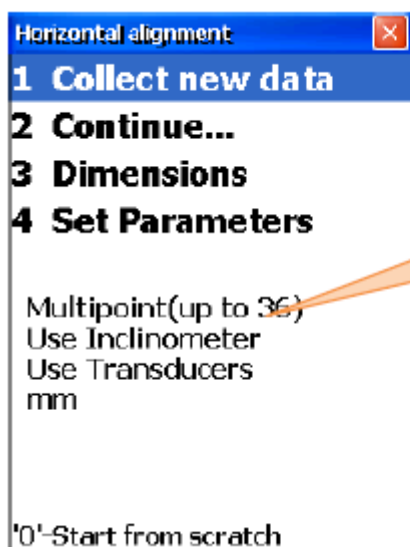 Horizontal alignment
1 Collect new data
2 Continue...
3 Dimensions
4 Set Parameters
Multipoint(up to 36)
Use Inclinometer
Use Transducers
mm
'0'-Start from scratch